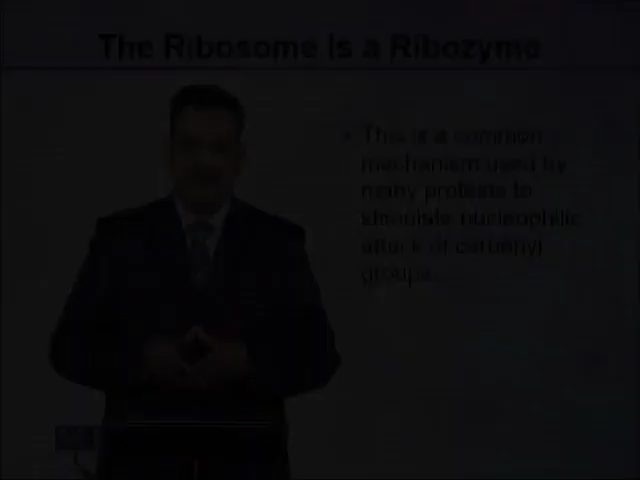 The Ribosome Is a Ribozyme
• This is a common
mechanism used by
many proteins to
stimulate nucleophilic
attack of carbonyl
groups.